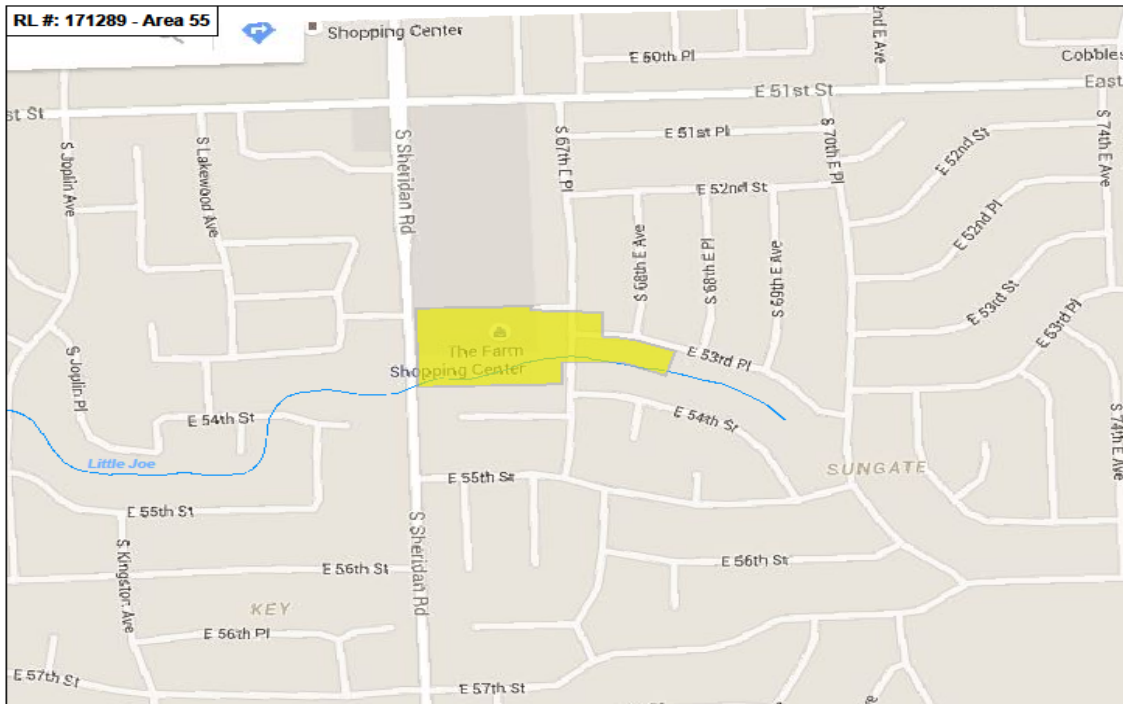 RL #: 171289 - Area 55
Shopping Center
2nd E Ave
E 50th Pl
Cobbles
E 51st St
East
st St
S Joplin Ave
S Lakewood Ave
S Sheridan Rd
S 67th E Pl
E 51st Pl
S 70th E Pl
E 52nd St
S 74th E Ave
E 52nd St
E 52nd Pl
S 68th E Ave
S 68th E Pl
S 69th E Ave
E 53rd St
E 53rd Pl
The Farm
Shopping Center
E 53rd Pl
S Joplin Pl
E 54th St
E 54th St
S 74th E Ave
Little Joe
SUNGATE
E 55th St
E 55th St
S Kingston Ave
S Sheridan Rd
E 56th St
E 56th St
KEY
E 56th Pl
E 57th St
E 57th St